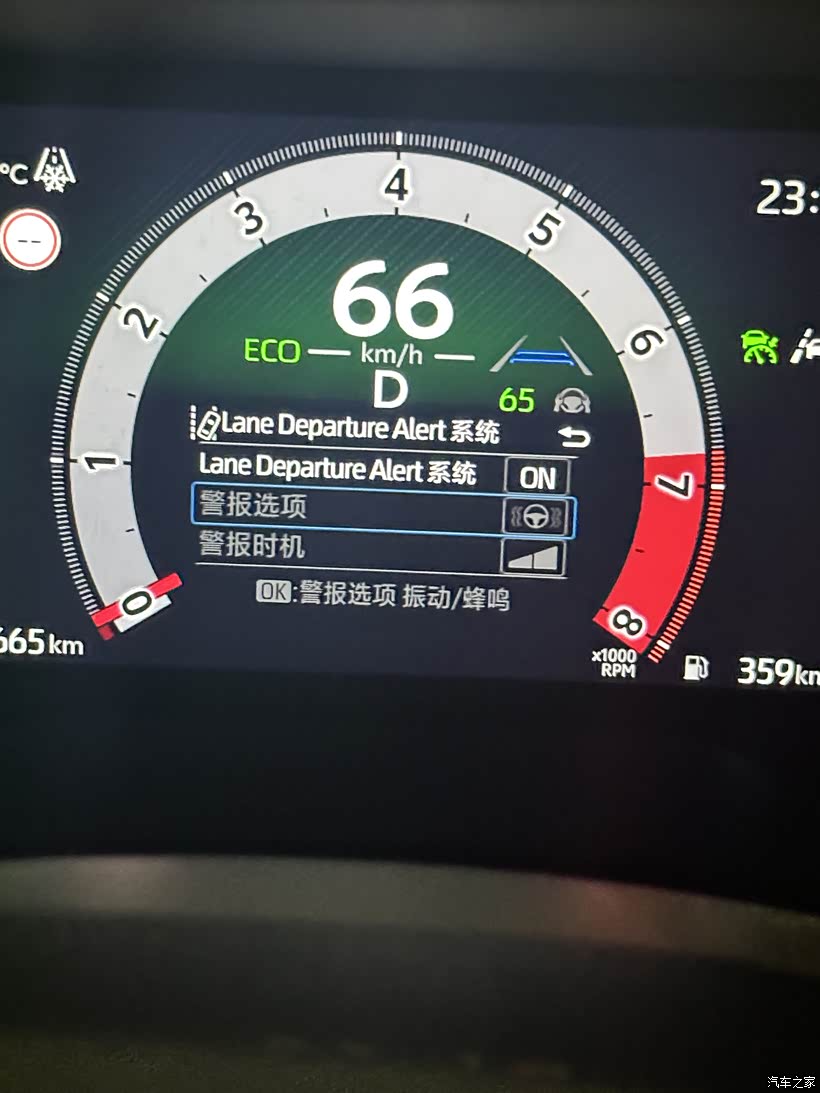 ℃
23:
--
4
3
5
2
6
66
ECO
km/h
D
65
Lane Departure Alert 系统
1
Lane Departure Alert 系统
ON
7
警报选项
警报时机
OK:警报选项 振动/蜂鸣
0
8
665km
x1000
RPM
359km
汽车之家